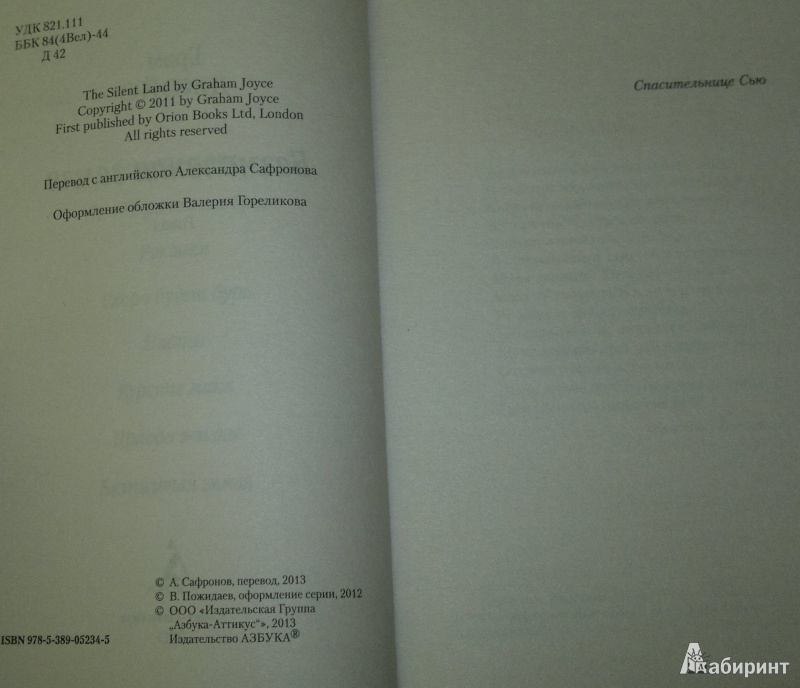 УДК 821.111
ББК 84(4Вел)-44
Д 42
The Silent Land by Graham Joyce
Copyright © 2011 by Graham Joyce
First published by Orion Books Ltd, London
All rights reserved
Перевод с английского Александра Сафронова
Оформление обложки Валерия Гореликова
© А. Сафронов, перевод, 2013
© В. Пожидаев, оформление серии, 2012
© ООО «Издательская Группа
„Азбука-Аттикус“», 2013
Издательство АЗБУКА®
ISBN 978-5-389-05234-5
Спасительнице Сью
Лабиринт